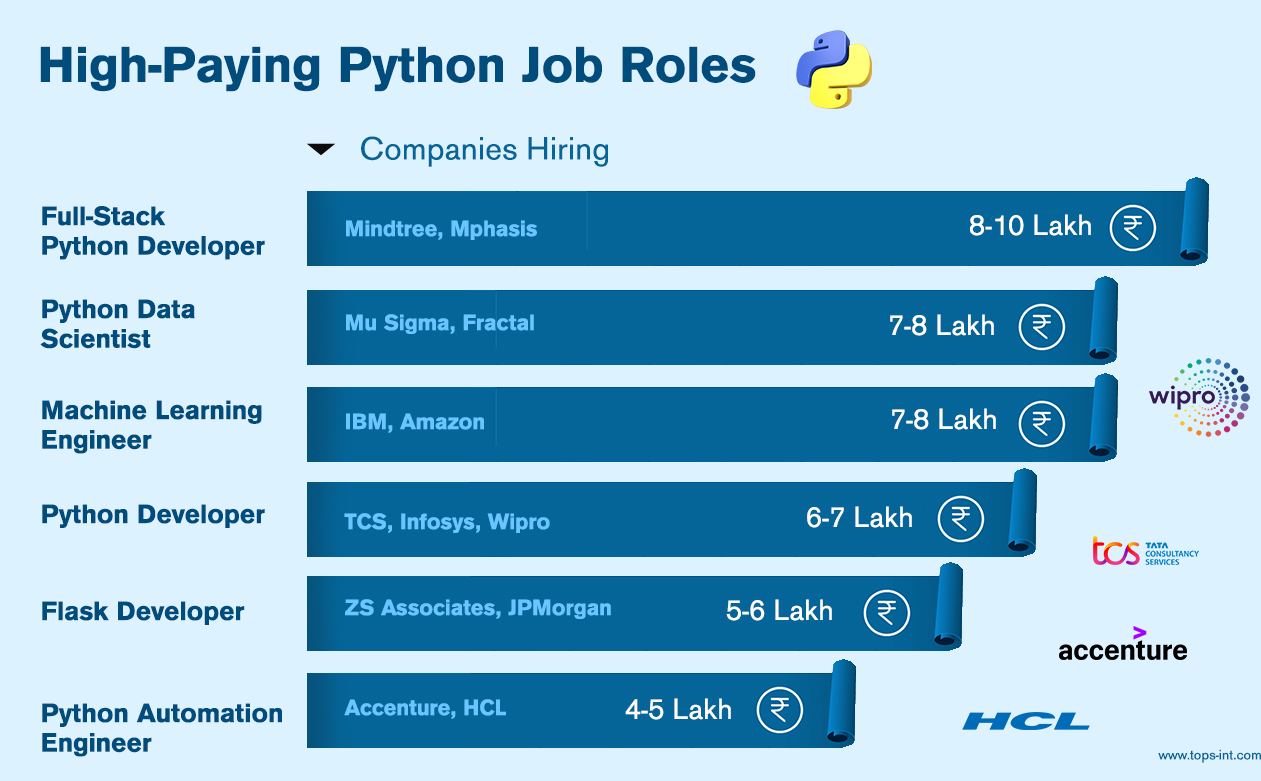 High-Paying Python Job Roles
Companies Hiring
Full-Stack
Python Developer
Mindtree, Mphasis
8-10 Lakh ₹
Python Data
Scientist
Mu Sigma, Fractal
7-8 Lakh ₹
Machine Learning
Engineer
IBM, Amazon
7-8 Lakh ₹
wipro
Python Developer
TCS, Infosys, Wipro
6-7 Lakh ₹
tcs TATA
CONSULTANCY
SERVICES
Flask Developer
ZS Associates, JPMorgan
5-6 Lakh ₹
accenture
Python Automation
Engineer
Accenture, HCL
4-5 Lakh ₹
HCL
www.tops-int.com